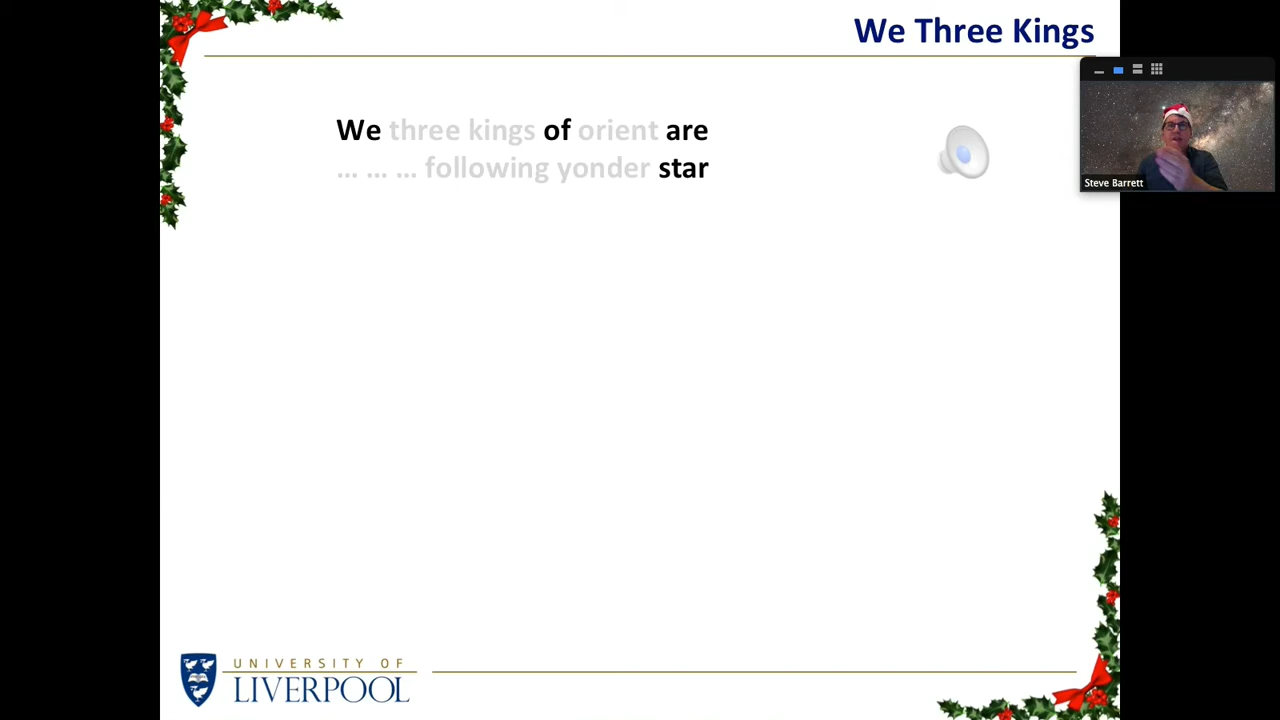 We Three Kings
We three kings of orient are
... ... ... following yonder star
Steve Barrett
UNIVERSITY OF
LIVERPOOL